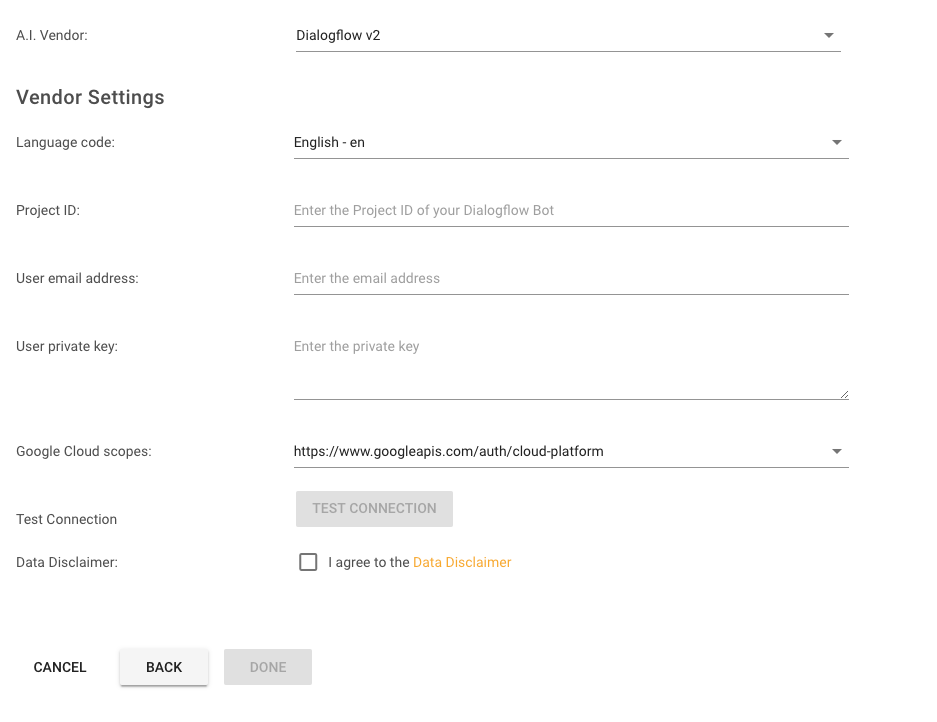 A.I. Vendor: Dialogflow v2
Vendor Settings
Language code: English - en
Project ID: Enter the Project ID of your Dialogflow Bot
User email address: Enter the email address
User private key: Enter the private key
Google Cloud scopes: https://www.googleapis.com/auth/cloud-platform
Test Connection TEST CONNECTION
Data Disclaimer: I agree to the Data Disclaimer
CANCEL BACK DONE